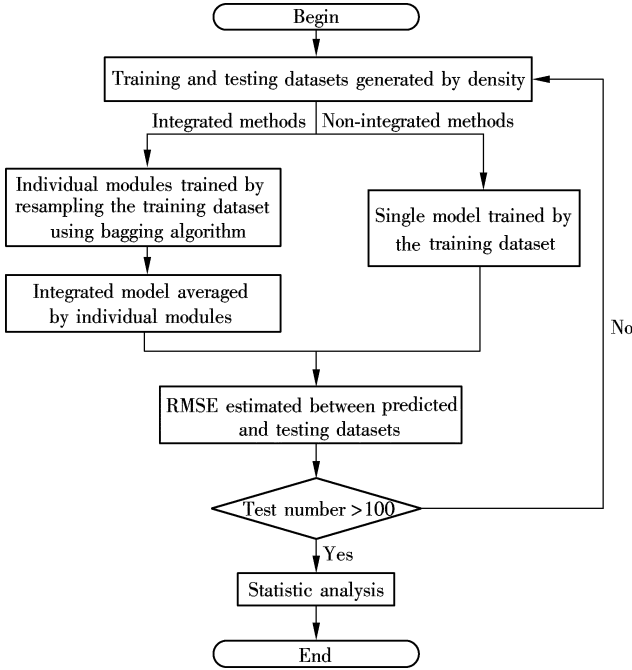 Begin
Training and testing datasets generated by density
Integrated methods
Non-integrated methods
Individual modules trained by
resampling the training dataset
using bagging algorithm
Single model trained by
the training dataset
Integrated model averaged
by individual modules
No
RMSE estimated between predicted
and testing datasets
Test number >100
Yes
Statistic analysis
End